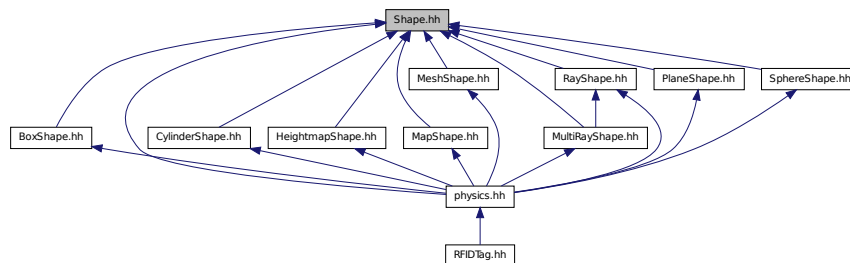 Shape.hh
MeshShape.hh
RayShape.hh
PlaneShape.hh
SphereShape.hh
BoxShape.hh
CylinderShape.hh
HeightmapShape.hh
MapShape.hh
MultiRayShape.hh
physics.hh
RFIDTag.hh